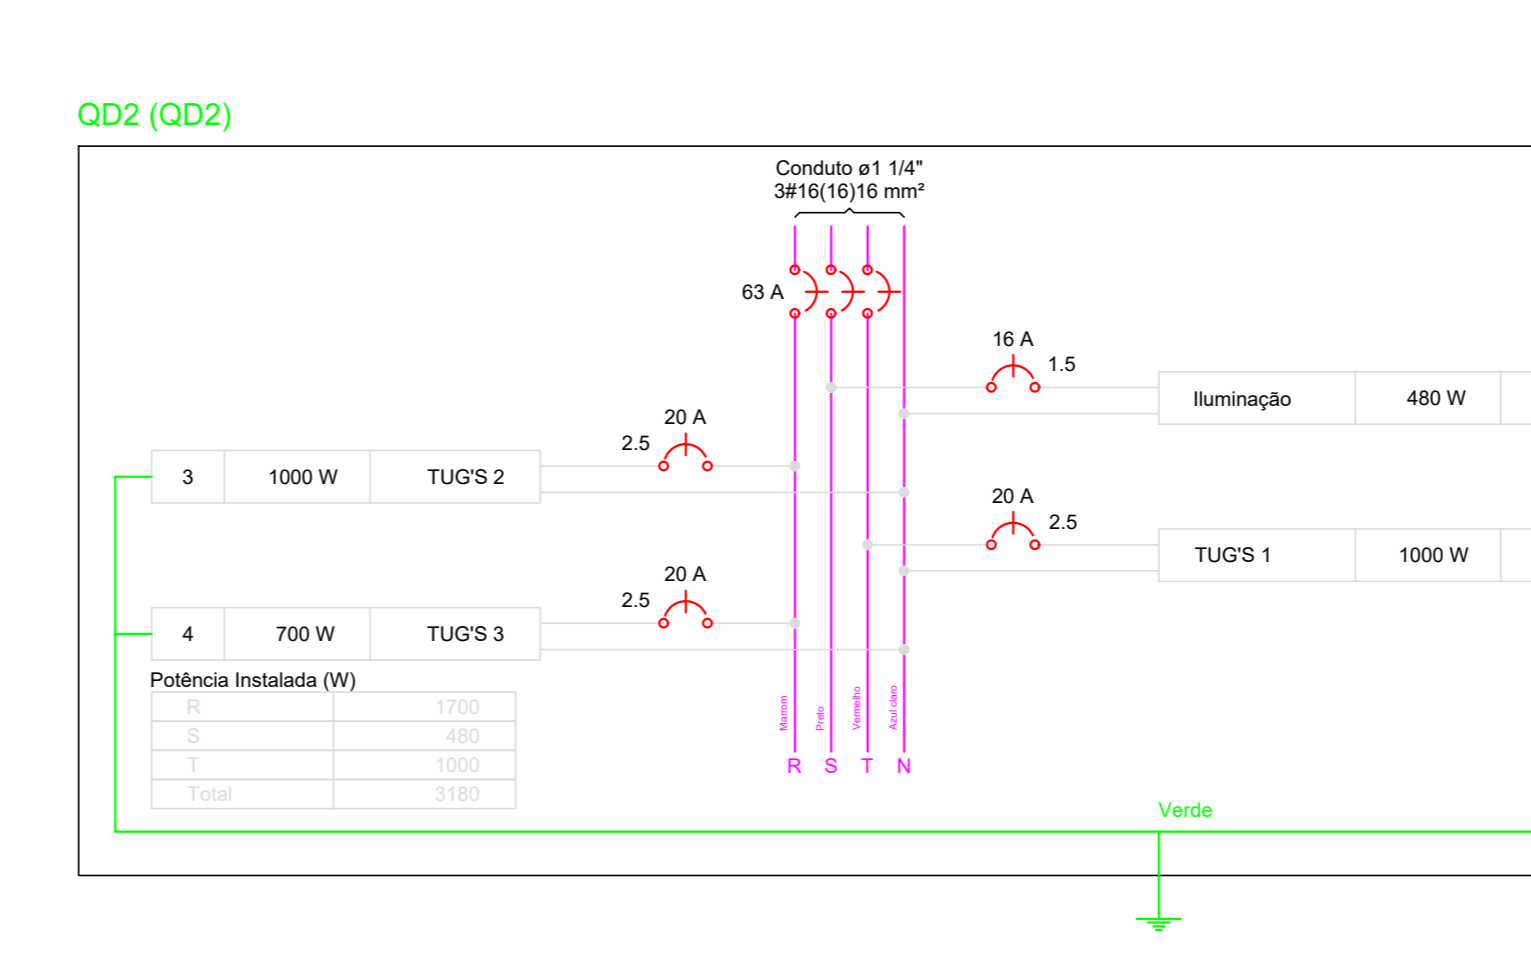 QD2 (QD2)
Conduto ø1 1/4"
3#16(16)16 mm²
63 A
16 A
1.5
Iluminação 480 W
20 A
2.5
3 1000 W TUG'S 2
20 A
2.5
TUG'S 1 1000 W
20 A
2.5
4 700 W TUG'S 3
Potência Instalada (W)
R 1700
S 480
T 1000
Total 3180
Marrom
Preto
Vermelho
Azul claro
R S T N
Verde